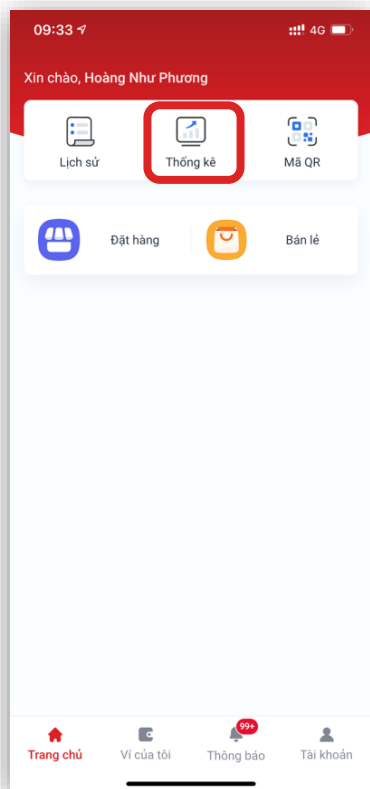 09:33
4G
Xin chào, Hoàng Như Phương
Lịch sử
Thống kê
Mã QR
Đặt hàng
Bán lẻ
99+
Trang chủ
Ví của tôi
Thông báo
Tài khoản